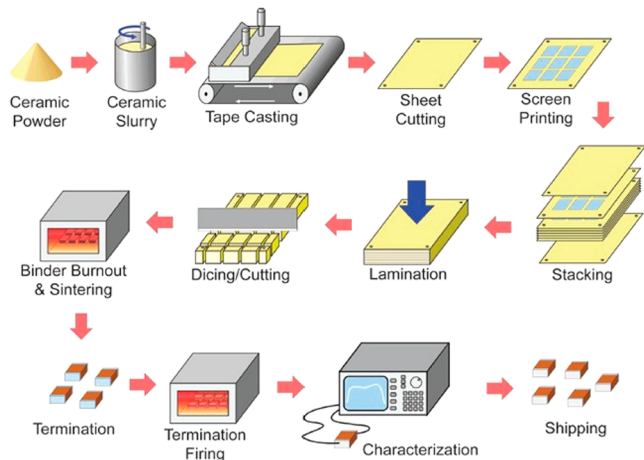 Ceramic
Powder
Ceramic
Slurry
Tape Casting
Sheet
Cutting
Screen
Printing
Binder Burnout
& Sintering
Dicing/Cutting
Lamination
Stacking
Termination
Termination
Firing
Characterization
Shipping